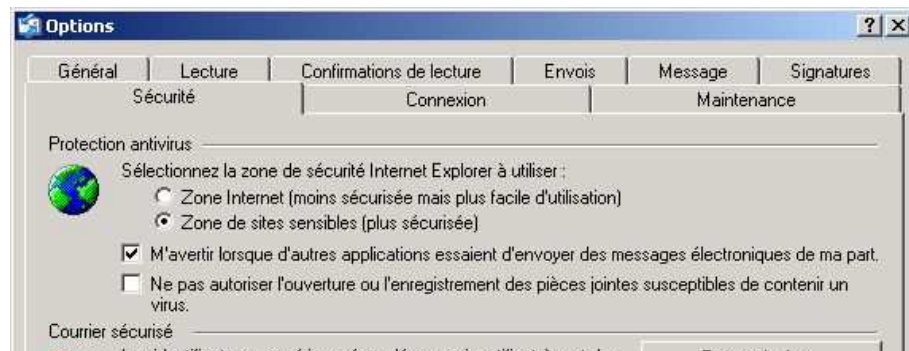 Options
Général Lecture Confirmations de lecture Envois Message Signatures
Sécurité Connexion Maintenance
Protection antivirus
Sélectionnez la zone de sécurité Internet Explorer à utiliser :
Zone Internet (moins sécurisée mais plus facile d'utilisation)
Zone de sites sensibles (plus sécurisée)
M'avertir lorsque d'autres applications essaient d'envoyer des messages électroniques de ma part.
Ne pas autoriser l'ouverture ou l'enregistrement des pièces jointes susceptibles de contenir un
virus.
Courrier sécurisé